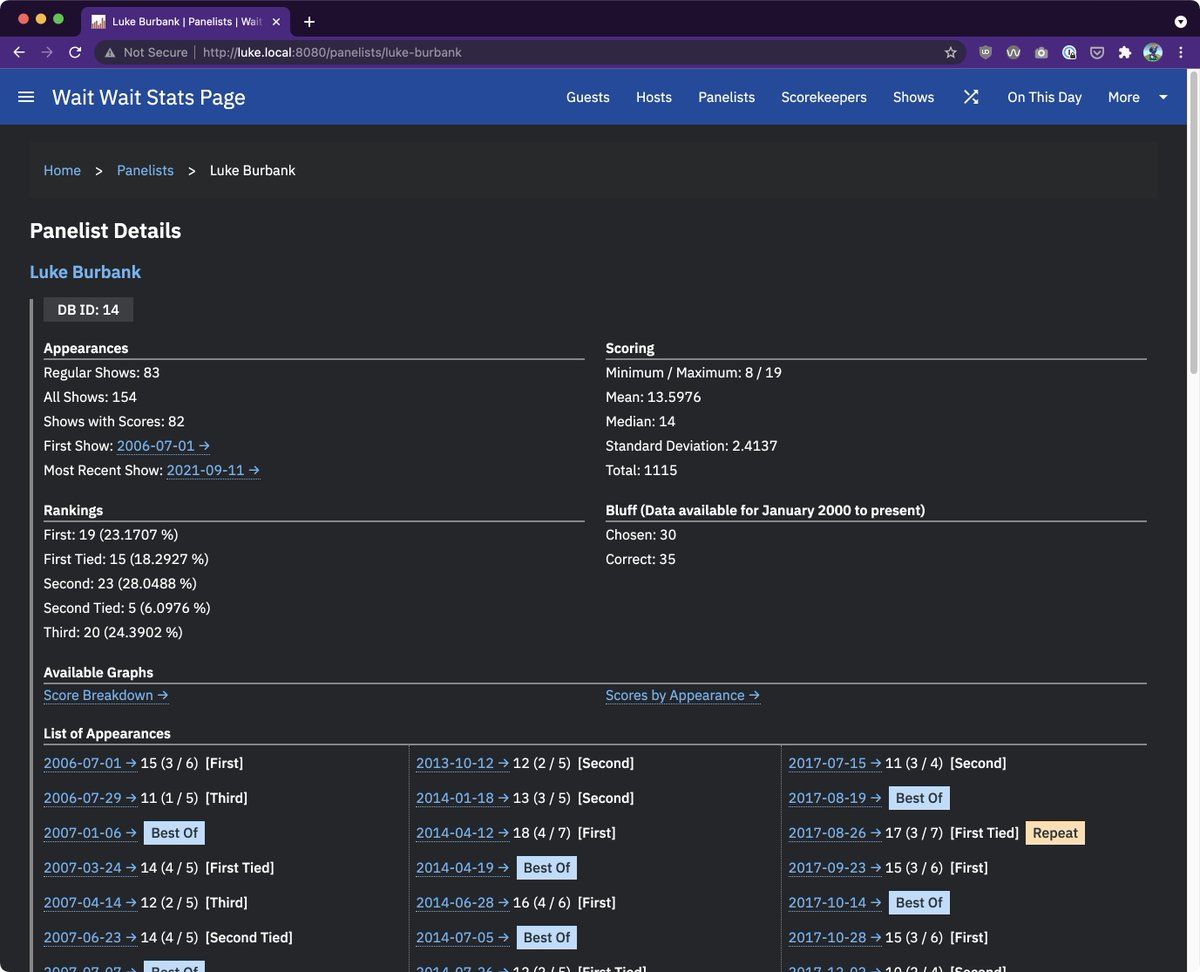 Luke Burbank | Panelists | Wait
Not Secure | http://luke.local:8080/panelists/luke-burbank
Wait Wait Stats Page
Guests Hosts Panelists Scorekeepers Shows On This Day More
Home > Panelists > Luke Burbank
Panelist Details
Luke Burbank
DB ID: 14
Appearances
Regular Shows: 83
All Shows: 154
Shows with Scores: 82
First Show: 2006-07-01 →
Most Recent Show: 2021-09-11 →
Scoring
Minimum / Maximum: 8 / 19
Mean: 13.5976
Median: 14
Standard Deviation: 2.4137
Total: 1115
Rankings
First: 19 (23.1707 %)
First Tied: 15 (18.2927 %)
Second: 23 (28.0488 %)
Second Tied: 5 (6.0976 %)
Third: 20 (24.3902 %)
Bluff (Data available for January 2000 to present)
Chosen: 30
Correct: 35
Available Graphs
Score Breakdown →
Scores by Appearance →
List of Appearances
2006-07-01 → 15 (3 / 6) [First]
2006-07-29 → 11 (1 / 5) [Third]
2007-01-06 → Best Of
2007-03-24 → 14 (4 / 5) [First Tied]
2007-04-14 → 12 (2 / 5) [Third]
2007-06-23 → 14 (4 / 5) [Second Tied]
2007-07-07 → Best Of
2013-10-12 → 12 (2 / 5) [Second]
2014-01-18 → 13 (3 / 5) [Second]
2014-04-12 → 18 (4 / 7) [First]
2014-04-19 → Best Of
2014-06-28 → 16 (4 / 6) [First]
2014-07-05 → Best Of
2014-07-26 → [First Tied]
2017-07-15 → 11 (3 / 4) [Second]
2017-08-19 → Best Of
2017-08-26 → 17 (3 / 7) [First Tied] Repeat
2017-09-23 → 15 (3 / 6) [First]
2017-10-14 → Best Of
2017-10-28 → 15 (3 / 6) [First]
[Second]